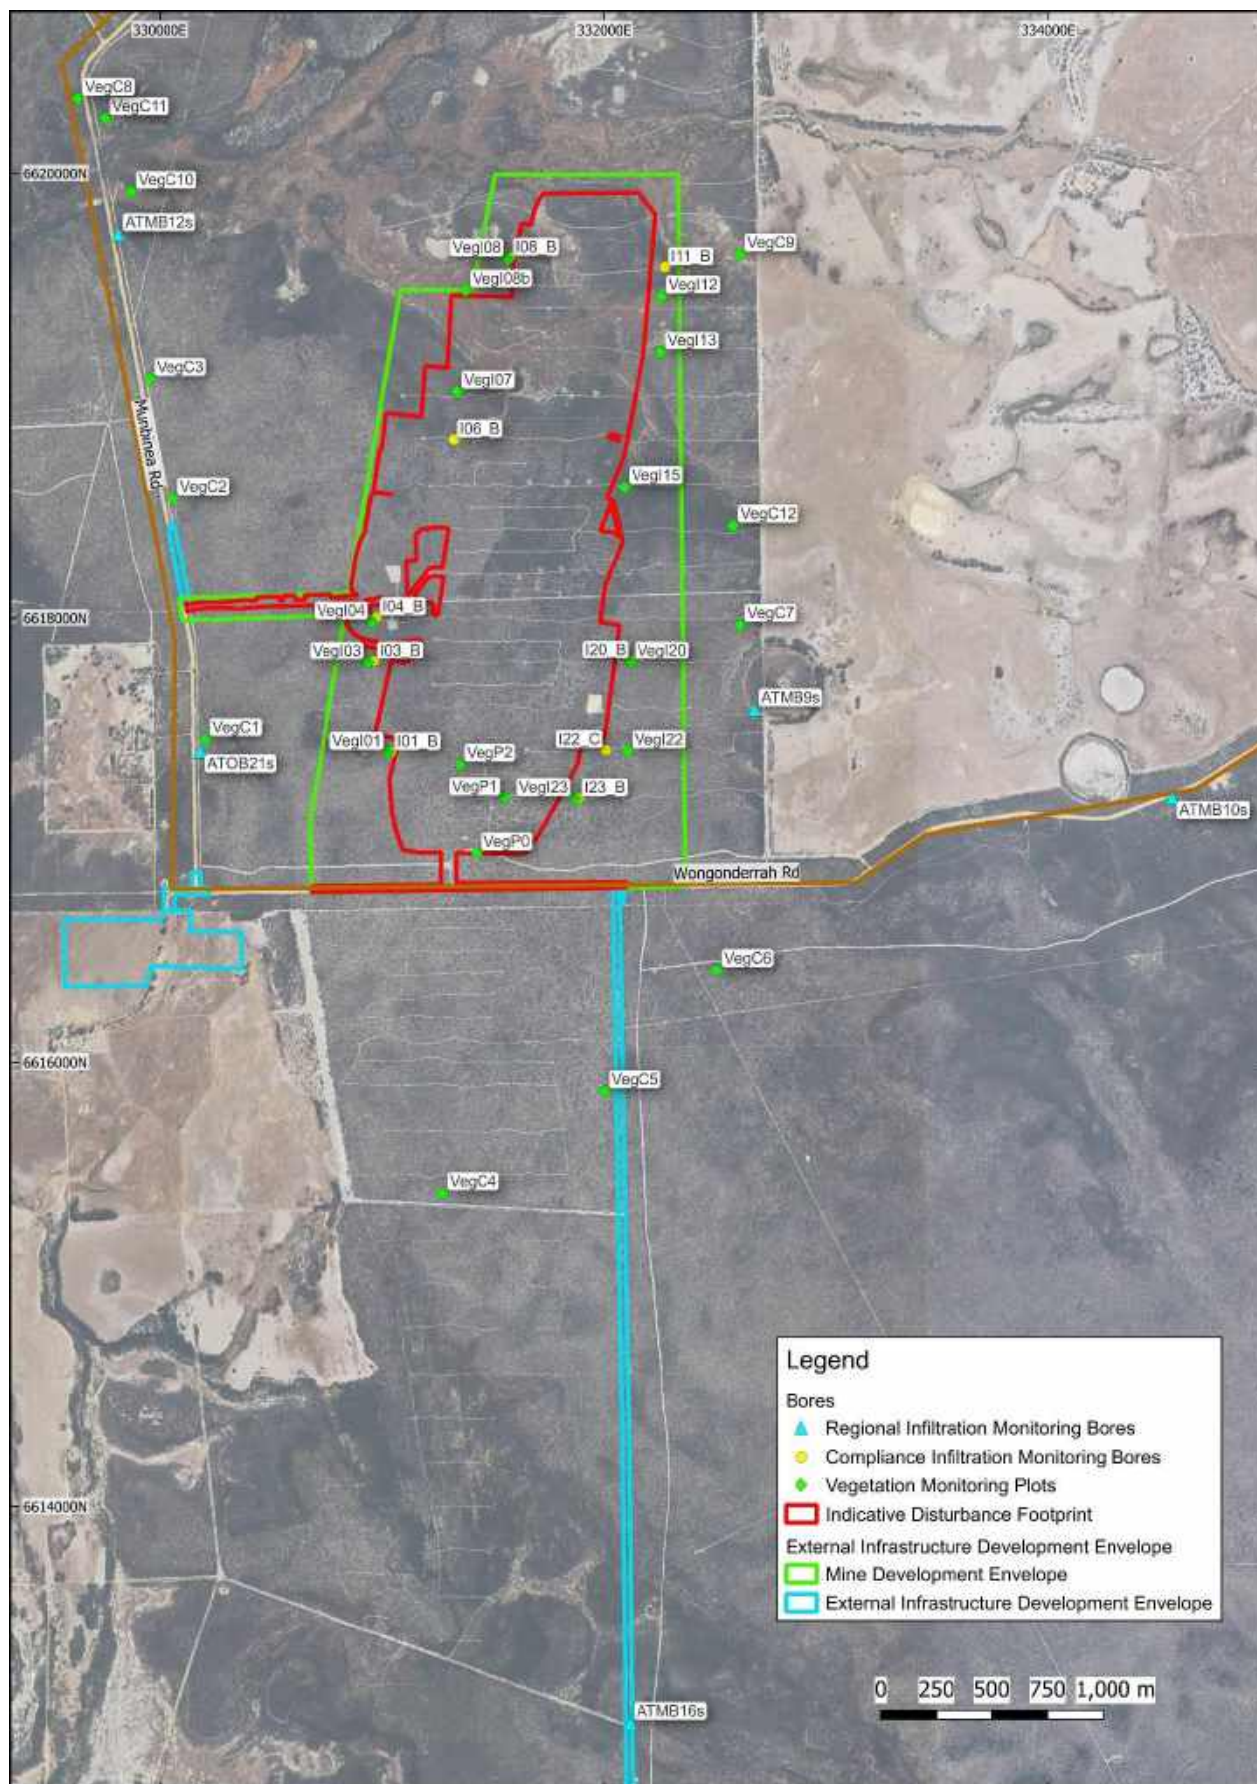 330000E
332000E
334000E
VegC8
VegC11
6620000N
VegC10
ATMB12s
VegI08
I08_B
VegC9
I11_B
VegI08b
VegI12
VegI13
VegC3
VegI07
Munbinea Rd
I06_B
VegI15
VegC2
VegC12
6618000N
VegI04
I04_B
VegC7
VegI03
I03_B
I20_B
VegI20
ATMB9s
VegC1
VegI01
I01_B
I22_C
VegI22
ATOB21s
VegP2
VegP1
VegI23
I23_B
ATMB10s
VegP0
Wongonderrah Rd
VegC6
6616000N
VegC5
VegC4
Legend
Bores
Regional Infiltration Monitoring Bores
Compliance Infiltration Monitoring Bores
Vegetation Monitoring Plots
6614000N
Indicative Disturbance Footprint
External Infrastructure Development Envelope
Mine Development Envelope
External Infrastructure Development Envelope
0 250 500 750 1,000 m
ATMB16s